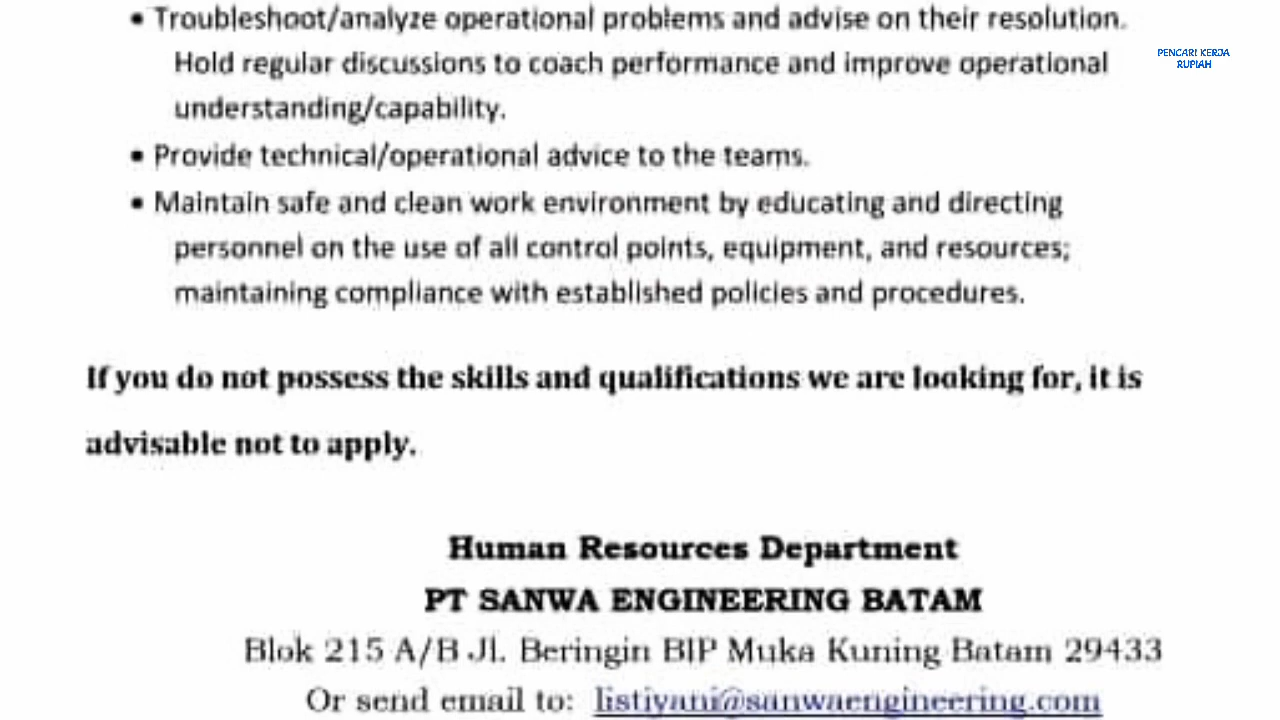 • Troubleshoot/analyze operational problems and advise on their resolution.
Hold regular discussions to coach performance and improve operational
understanding/capability.
• Provide technical/operational advice to the teams.
• Maintain safe and clean work environment by educating and directing
personnel on the use of all control points, equipment, and resources;
maintaining compliance with established policies and procedures.
If you do not possess the skills and qualifications we are looking for, it is
advisable not to apply.
Human Resources Department
PT SANWA ENGINEERING BATAM
Blok 215 A/B Jl. Beringin BIP Muka Kuning Batam 29433
Or send email to: listiyani@sanwaengineering.com
PENCARI KERJA
RUPIAH